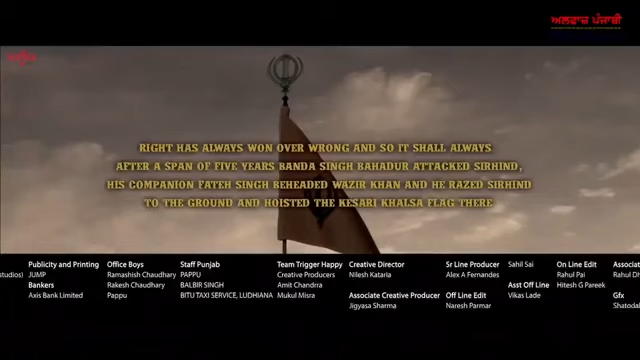 ਅਲਫਾਜ਼ ਪੰਜਾਬੀ
RIGHT HAS ALWAYS WON OVER WRONG AND SO IT SHALL ALWAYS
AFTER A SPAN OF FIVE YEARS BANDA SINGH BAHADUR ATTACKED SIRHIND,
HIS COMPANION FATEH SINGH BEHEADED WAZIR KHAN AND HE RAZED SIRHIND
TO THE GROUND AND HOISTED THE KESARI KHALSA FLAG THERE
studios)
Publicity and Printing
JUMP
Bankers
Axis Bank Limited
Office Boys
Ramashish Chaudhary
Rakesh Chaudhary
Pappu
Staff Punjab
PAPPU
BALBIR SINGH
BITU TAXI SERVICE, LUDHIANA
Team Trigger Happy
Creative Producers
Amit Chandrra
Mukul Misra
Creative Director
Nilesh Kataria
Associate Creative Producer
Jigyasa Sharma
Sr Line Producer
Alex A Fernandes
Off Line Edit
Naresh Parmar
Sahil Sai
Asst Off Line
Vikas Lade
On Line Edit
Rahul Pai
Hitesh G Pareek
Associat
Rahul Dh
Gfx
Shatodal